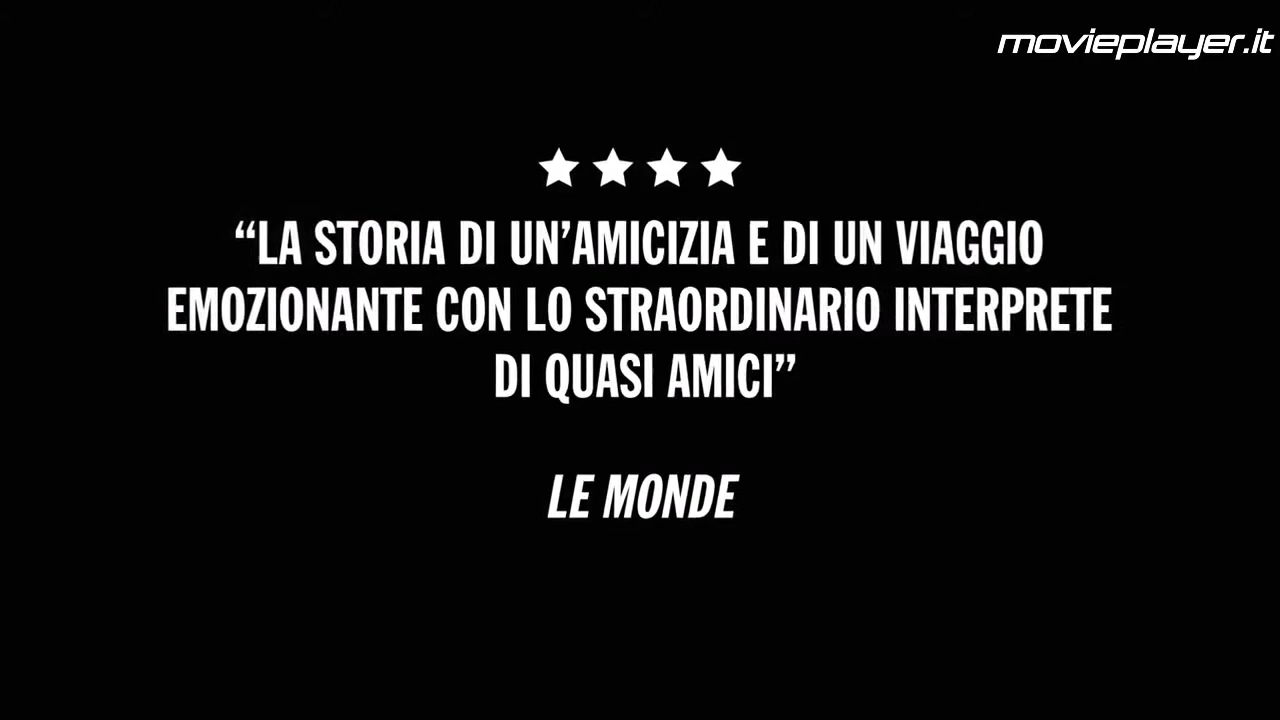 movieplayer.it
★★★★
“LA STORIA DI UN’AMICIZIA E DI UN VIAGGIO
EMOZIONANTE CON LO STRAORDINARIO INTERPRETE
DI QUASI AMICI”
LE MONDE